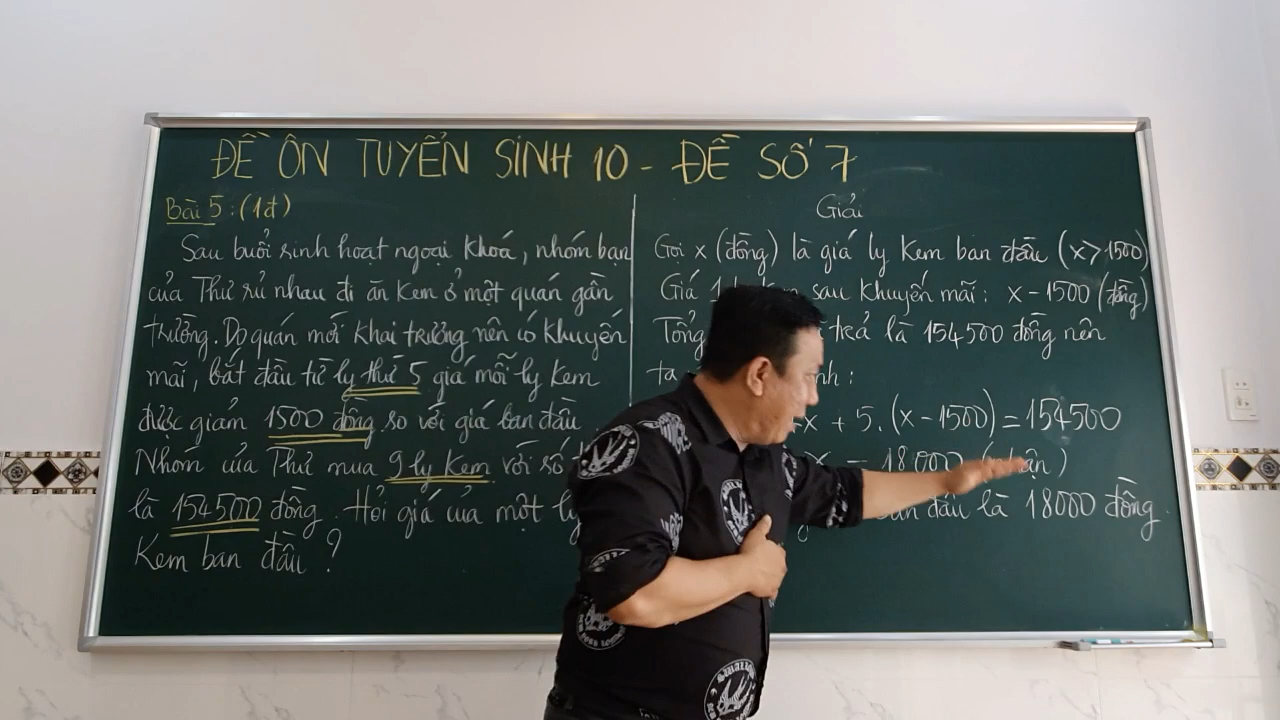 ĐỀ ÔN TUYỂN SINH 10 - ĐỀ SỐ 7
Bài 5 : (1đ)
Sau buổi sinh hoạt ngoại khoá, nhóm bạn
của Thư rủ nhau đi ăn kem ở một quán gần
trường. Do quán mới khai trương nên có khuyến
mãi, bắt đầu từ ly thứ 5 giá mỗi ly kem
được giảm 1500 đồng so với giá ban đầu
Nhóm của Thư mua 9 ly kem với số
là 154500 đồng. Hỏi giá của một
kem ban đầu ?
Giải
Gọi x (đồng) là giá ly kem ban đầu (x > 1500)
Giá 1 sau khuyến mãi : x - 1500 (đồng)
Tổng trả là 154500 đồng nên
ta :
x + 5. (x - 1500) = 154500
= 18000
đầu là 18000 đồng.